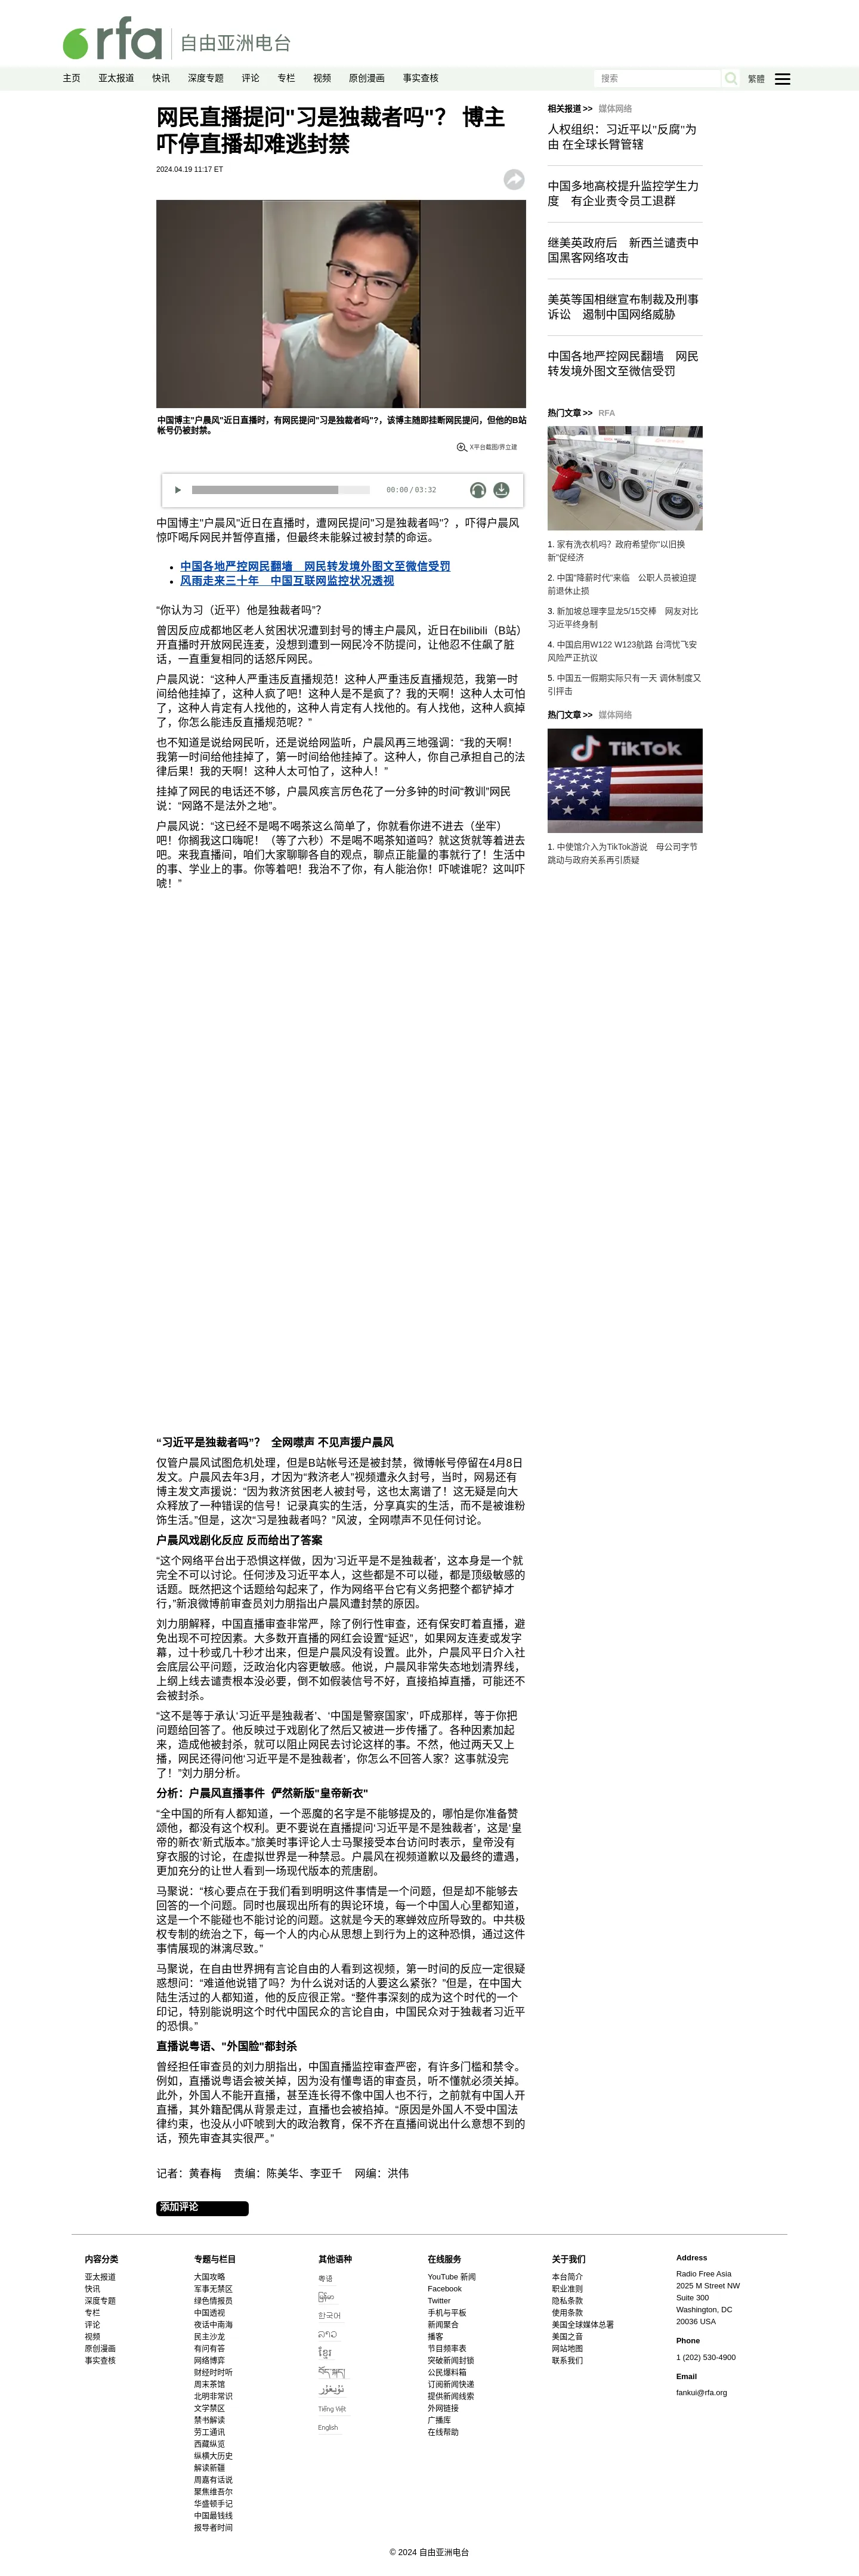 rfa 自由亚洲电台
主页 亚太报道 快讯 深度专题 评论 专栏 视频 原创漫画 事实查核 搜索 繁體
网民直播提问"习是独裁者吗"？ 博主
吓停直播却难逃封禁
2024.04.19 11:17 ET
中国博主"户晨风"近日直播时，有网民提问"习是独裁者吗"?，该博主随即挂断网民提问，但他的B站
帐号仍被封禁。
X平台截图/界立建
00:00 / 03:32
中国博主"户晨风"近日在直播时，遭网民提问"习是独裁者吗"？，吓得户晨风
惊吓喝斥网民并暂停直播，但最终未能躲过被封禁的命运。
中国各地严控网民翻墙　网民转发境外图文至微信受罚
风雨走来三十年　中国互联网监控状况透视
“你认为习（近平）他是独裁者吗”?
曾因反应成都地区老人贫困状况遭到封号的博主户晨风，近日在bilibili（B站）
开直播时开放网民连麦，没想到遭到一网民冷不防提问，让他忍不住飙了脏
话，一直重复相同的话怒斥网民。
户晨风说：“这种人严重违反直播规范！这种人严重违反直播规范，我第一时
间给他挂掉了，这种人疯了吧！这种人是不是疯了？我的天啊！这种人太可怕
了，这种人肯定有人找他的，这种人肯定有人找他的。有人找他，这种人疯掉
了，你怎么能违反直播规范呢？”
也不知道是说给网民听，还是说给网监听，户晨风再三地强调：“我的天啊！
我第一时间给他挂掉了，第一时间给他挂掉了。这种人，你自己承担自己的法
律后果！我的天啊！这种人太可怕了，这种人！”
挂掉了网民的电话还不够，户晨风疾言厉色花了一分多钟的时间“教训”网民
说：“网路不是法外之地”。
户晨风说：“这已经不是喝不喝茶这么简单了，你就看你进不进去（坐牢）
吧！你搁我这口嗨呢！（等了六秒）不是喝不喝茶知道吗？就这货就等着进去
吧。来我直播间，咱们大家聊聊各自的观点，聊点正能量的事就行了！生活中
的事、学业上的事。你等着吧！我治不了你，有人能治你！吓唬谁呢？这叫吓
唬！”
“习近平是独裁者吗”？　全网噤声 不见声援户晨风
仅管户晨风试图危机处理，但是B站帐号还是被封禁，微博帐号停留在4月8日
发文。户晨风去年3月，才因为“救济老人”视频遭永久封号，当时，网易还有
博主发文声援说：“因为救济贫困老人被封号，这也太离谱了！这无疑是向大
众释放了一种错误的信号！记录真实的生活，分享真实的生活，而不是被谁粉
饰生活。”但是，这次“习是独裁者吗？”风波，全网噤声不见任何讨论。
户晨风戏剧化反应 反而给出了答案
“这个网络平台出于恐惧这样做，因为‘习近平是不是独裁者’，这本身是一个就
完全不可以讨论。任何涉及习近平本人，这些都是不可以碰，都是顶级敏感的
话题。既然把这个话题给勾起来了，作为网络平台它有义务把整个都铲掉才
行，”新浪微博前审查员刘力朋指出户晨风遭封禁的原因。
刘力朋解释，中国直播审查非常严，除了例行性审查，还有保安盯着直播，避
免出现不可控因素。大多数开直播的网红会设置“延迟”，如果网友连麦或发字
幕，过十秒或几十秒才出来，但是户晨风没有设置。此外，户晨风平日介入社
会底层公平问题，泛政治化内容更敏感。他说，户晨风非常失态地划清界线，
上纲上线去谴责根本没必要，倒不如假装信号不好，直接掐掉直播，可能还不
会被封杀。
“这不是等于承认‘习近平是独裁者’、‘中国是警察国家’，吓成那样，等于你把
问题给回答了。他反映过于戏剧化了然后又被进一步传播了。各种因素加起
来，造成他被封杀，就可以阻止网民去讨论这样的事。不然，他过两天又上
播，网民还得问他‘习近平是不是独裁者’，你怎么不回答人家？这事就没完
了！”刘力朋分析。
分析：户晨风直播事件 俨然新版"皇帝新衣"
“全中国的所有人都知道，一个恶魔的名字是不能够提及的，哪怕是你准备赞
颂他，都没有这个权利。更不要说在直播提问‘习近平是不是独裁者’，这是‘皇
帝的新衣’新式版本。”旅美时事评论人士马聚接受本台访问时表示，皇帝没有
穿衣服的讨论，在虚拟世界是一种禁忌。户晨风在视频道歉以及最终的遭遇，
更加充分的让世人看到一场现代版本的荒唐剧。
马聚说：“核心要点在于我们看到明明这件事情是一个问题，但是却不能够去
回答的一个问题。同时也展现出所有的舆论环境，每一个中国人心里都知道，
这是一个不能碰也不能讨论的问题。这就是今天的寒蝉效应所导致的。中共极
权专制的统治之下，每一个人的内心从思想上到行为上的这种恐惧，通过这件
事情展现的淋漓尽致。”
马聚说，在自由世界拥有言论自由的人看到这视频，第一时间的反应一定很疑
惑想问：“难道他说错了吗？为什么说对话的人要这么紧张？”但是，在中国大
陆生活过的人都知道，他的反应很正常。“整件事深刻的成为这个时代的一个
印记，特别能说明这个时代中国民众的言论自由，中国民众对于独裁者习近平
的恐惧。”
直播说粤语、"外国脸"都封杀
曾经担任审查员的刘力朋指出，中国直播监控审查严密，有许多门槛和禁令。
例如，直播说粤语会被关掉，因为没有懂粤语的审查员，听不懂就必须关掉。
此外，外国人不能开直播，甚至连长得不像中国人也不行，之前就有中国人开
直播，其外籍配偶从背景走过，直播也会被掐掉。“原因是外国人不受中国法
律约束，也没从小吓唬到大的政治教育，保不齐在直播间说出什么意想不到的
话，预先审查其实很严。”
记者：黄春梅　责编：陈美华、李亚千　网编：洪伟
添加评论
相关报道 >> 媒体网络
人权组织：习近平以"反腐"为
由 在全球长臂管辖
中国多地高校提升监控学生力
度　有企业责令员工退群
继美英政府后　新西兰谴责中
国黑客网络攻击
美英等国相继宣布制裁及刑事
诉讼　遏制中国网络威胁
中国各地严控网民翻墙　网民
转发境外图文至微信受罚
热门文章 >> RFA
1. 家有洗衣机吗？政府希望你"以旧换
新"促经济
2. 中国"降薪时代"来临　公职人员被迫提
前退休止损
3. 新加坡总理李显龙5/15交棒　网友对比
习近平终身制
4. 中国启用W122 W123航路 台湾忧飞安
风险严正抗议
5. 中国五一假期实际只有一天 调休制度又
引抨击
热门文章 >> 媒体网络
TikTok
1. 中使馆介入为TikTok游说　母公司字节
跳动与政府关系再引质疑
内容分类
亚太报道
快讯
深度专题
专栏
评论
视频
原创漫画
事实查核
专题与栏目
大国攻略
军事无禁区
绿色情报员
中国透视
夜话中南海
民主沙龙
有问有答
网络博弈
财经时时听
周末茶馆
北明非常识
文学禁区
禁书解读
劳工通讯
西藏纵览
纵横大历史
解读新疆
周嘉有话说
聚焦维吾尔
华盛顿手记
中国最钱线
报导者时间
其他语种
粤语
မြန်မာ
한국어
ລາວ
ខ្មែរ
བོད་སྐད།
ئۇيغۇر
Tiếng Việt
English
在线服务
YouTube 新闻
Facebook
Twitter
手机与平板
新闻聚合
播客
节目频率表
突破新闻封锁
公民爆料箱
订阅新闻快递
提供新闻线索
外网链接
广播库
在线帮助
关于我们
本台简介
职业准则
隐私条款
使用条款
美国全球媒体总署
美国之音
网站地图
联系我们
Address
Radio Free Asia
2025 M Street NW
Suite 300
Washington, DC
20036 USA
Phone
1 (202) 530-4900
Email
fankui@rfa.org
© 2024 自由亚洲电台